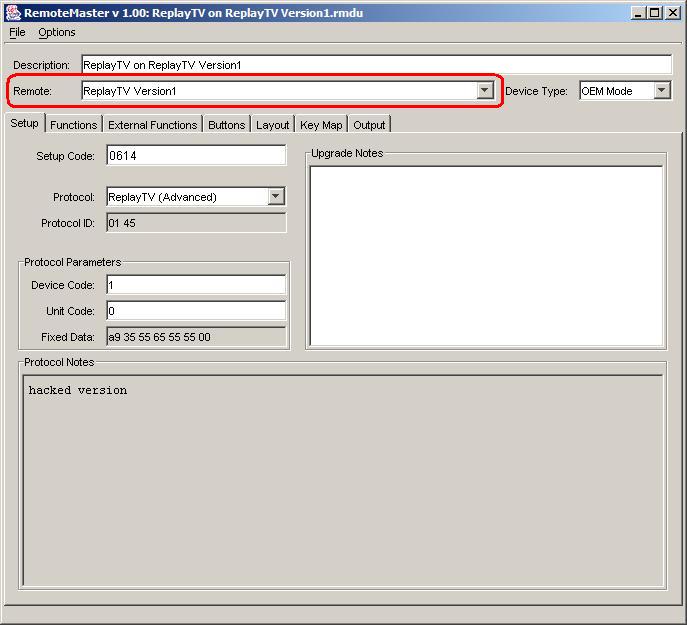 RemoteMaster v 1.00: ReplayTV on ReplayTV Version1.rmdu
File Options
Description: ReplayTV on ReplayTV Version1
Remote: ReplayTV Version1 Device Type: OEM Mode
Setup Functions External Functions Buttons Layout Key Map Output
Setup Code: 0614
Protocol: ReplayTV (Advanced)
Protocol ID: 01 45
Protocol Parameters
Device Code: 1
Unit Code: 0
Fixed Data: a9 35 55 65 55 55 00
Upgrade Notes
Protocol Notes
hacked version